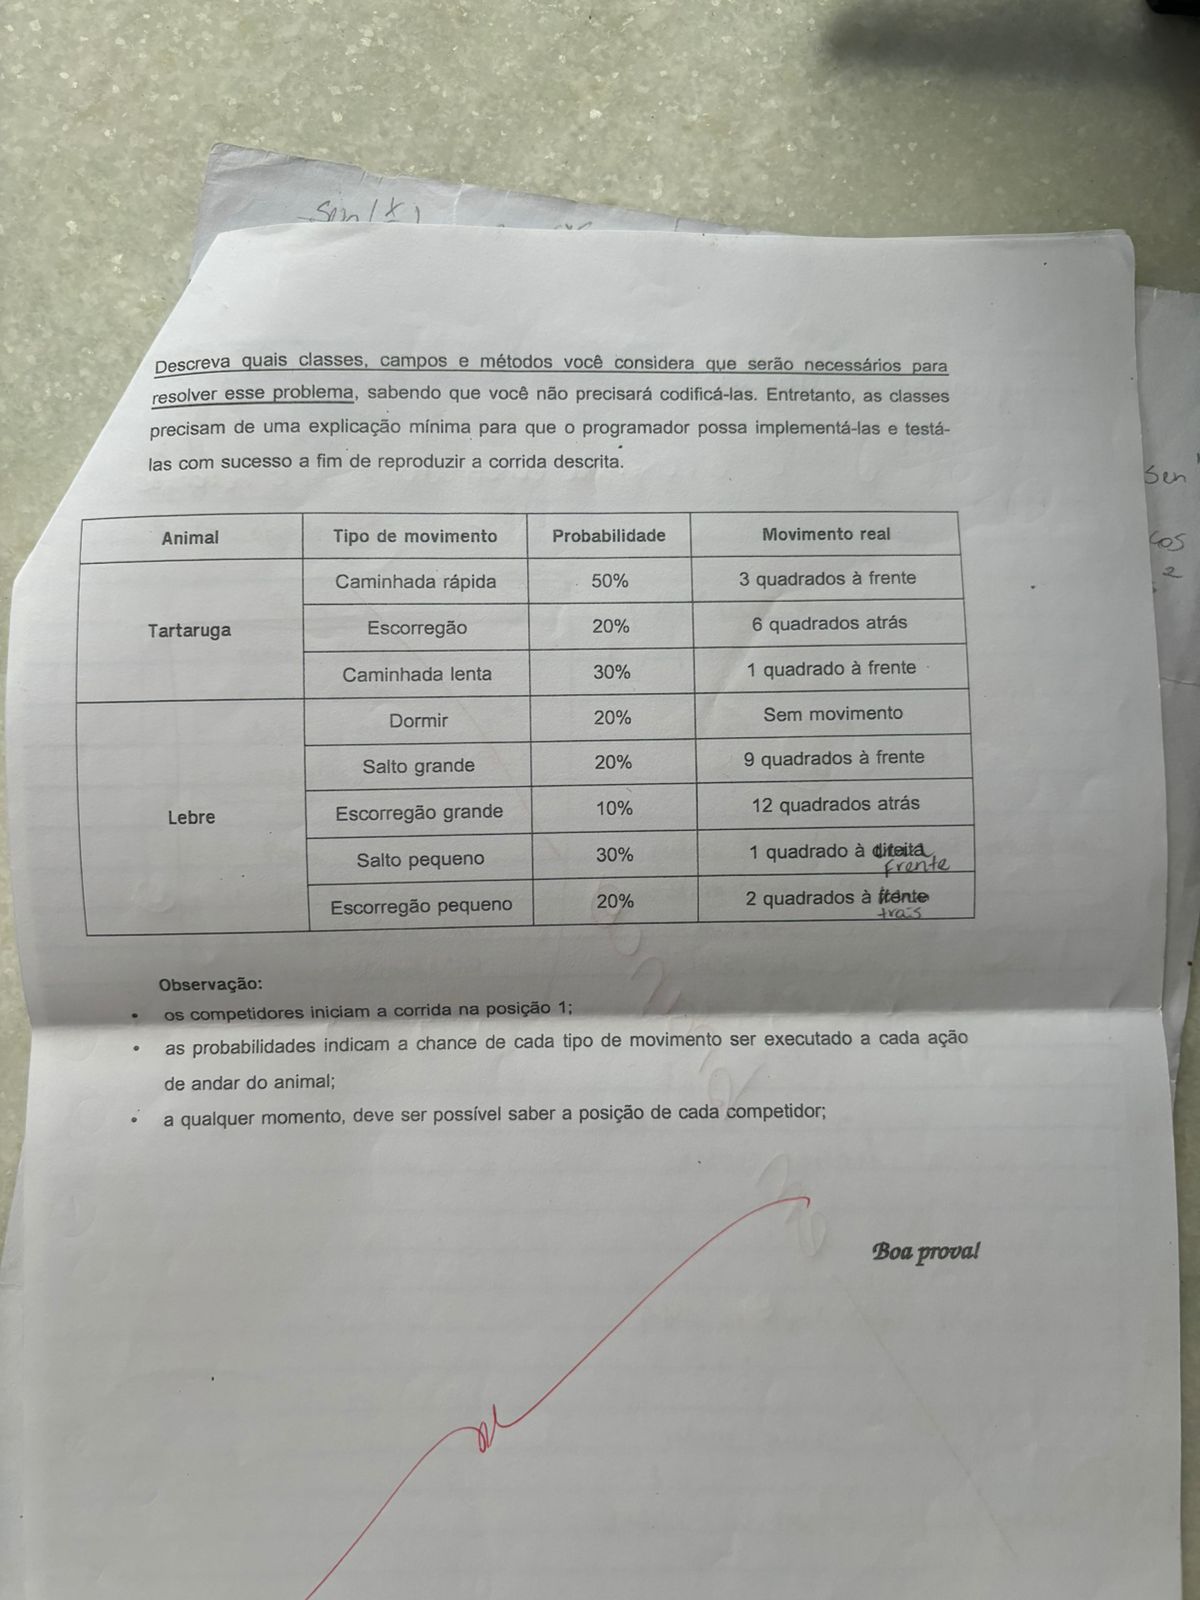 Sen (x)
Descreva quais classes, campos e métodos você considera que serão necessários para
resolver esse problema, sabendo que você não precisará codificá-las. Entretanto, as classes
precisam de uma explicação mínima para que o programador possa implementá-las e testá-
las com sucesso a fim de reproduzir a corrida descrita.
Sen
cos
2
Animal Tipo de movimento Probabilidade Movimento real
Tartaruga
Caminhada rápida 50% 3 quadrados à frente
Escorregão 20% 6 quadrados atrás
Caminhada lenta 30% 1 quadrado à frente
Lebre
Dormir 20% Sem movimento
Salto grande 20% 9 quadrados à frente
Escorregão grande 10% 12 quadrados atrás
Salto pequeno 30% 1 quadrado à direita
Frente
Escorregão pequeno 20% 2 quadrados à frente
trás
Observação:
• os competidores iniciam a corrida na posição 1;
• as probabilidades indicam a chance de cada tipo de movimento ser executado a cada ação
de andar do animal;
• a qualquer momento, deve ser possível saber a posição de cada competidor;
Boa prova!